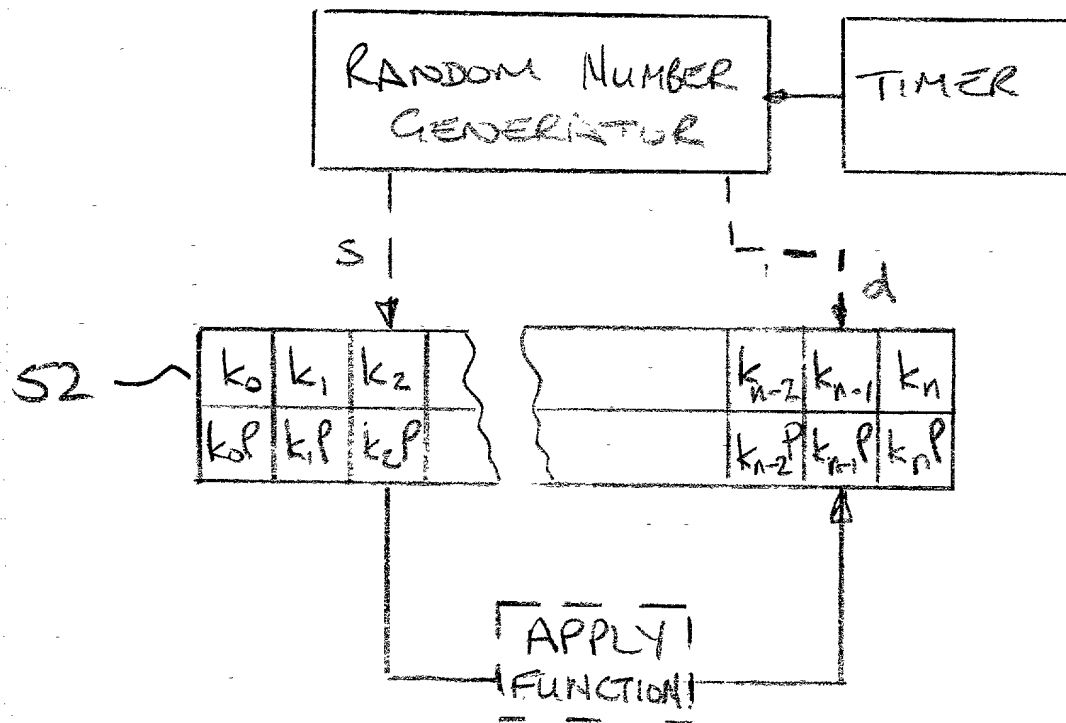 RANDOM NUMBER
GENERATOR
TIMER
s
d
52
k₀ k₁ k₂ kₙ₋₂ kₙ₋₁ kₙ
k₀P k₁P k₂P kₙ₋₂P kₙ₋₁P kₙP
APPLY
FUNCTION